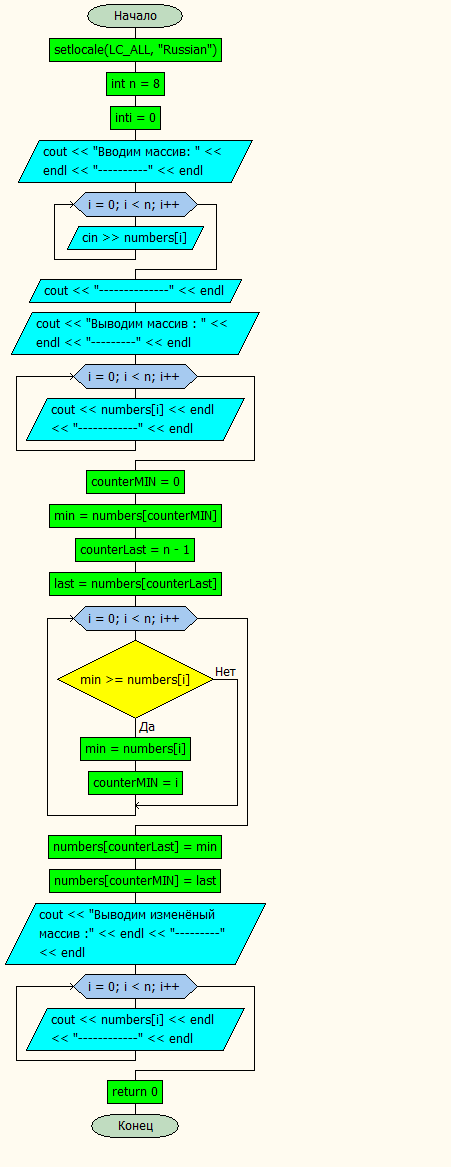 Начало
setlocale(LC_ALL, "Russian")
int n = 8
inti = 0
cout << "Вводим массив: " <<
endl << "----------" << endl
i = 0; i < n; i++
cin >> numbers[i]
cout << "--------------" << endl
cout << "Выводим массив : " <<
endl << "---------" << endl
i = 0; i < n; i++
cout << numbers[i] << endl
<< "------------" << endl
counterMIN = 0
min = numbers[counterMIN]
counterLast = n - 1
last = numbers[counterLast]
i = 0; i < n; i++
min >= numbers[i]
Нет
Да
min = numbers[i]
counterMIN = i
numbers[counterLast] = min
numbers[counterMIN] = last
cout << "Выводим изменёный
массив :" << endl << "---------"
<< endl
i = 0; i < n; i++
cout << numbers[i] << endl
<< "------------" << endl
return 0
Конец